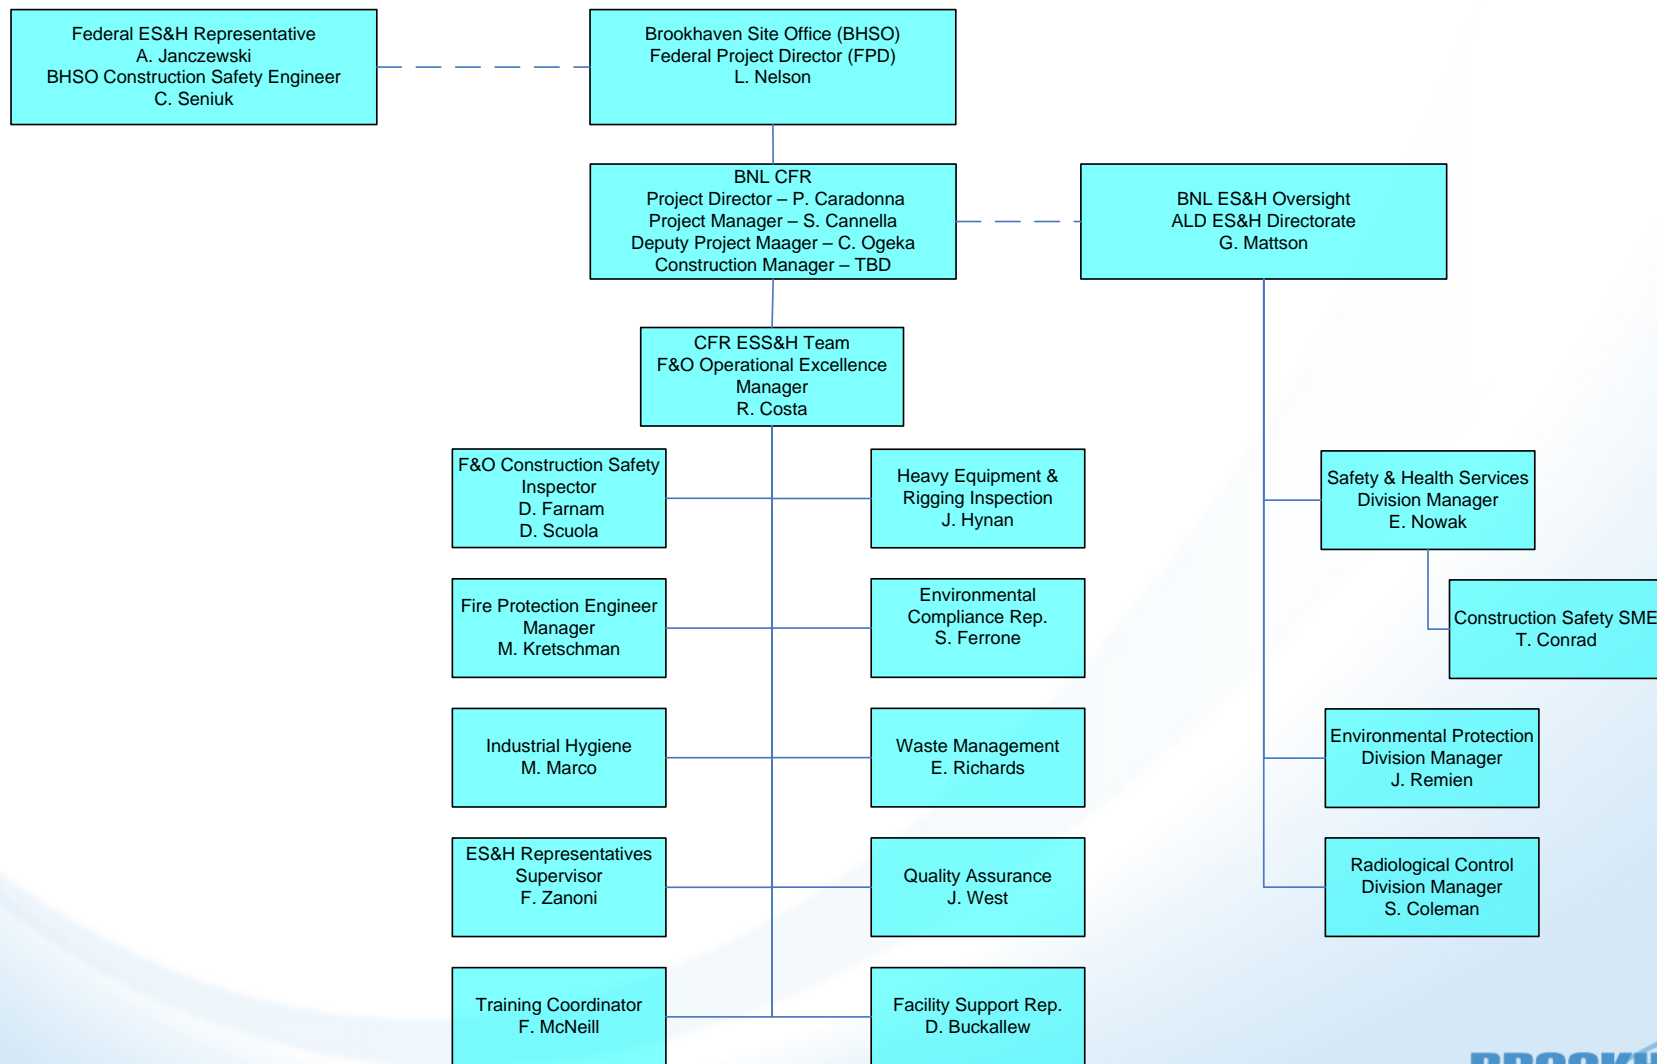 Federal ES&H Representative
A. Janczewski
BHSO Construction Safety Engineer
C. Seniuk
Brookhaven Site Office (BHSO)
Federal Project Director (FPD)
L. Nelson
BNL CFR
Project Director – P. Caradonna
Project Manager – S. Cannella
Deputy Project Maager – C. Ogeka
Construction Manager – TBD
BNL ES&H Oversight
ALD ES&H Directorate
G. Mattson
CFR ESS&H Team
F&O Operational Excellence
Manager
R. Costa
F&O Construction Safety
Inspector
D. Farnam
D. Scuola
Heavy Equipment &
Rigging Inspection
J. Hynan
Safety & Health Services
Division Manager
E. Nowak
Fire Protection Engineer
Manager
M. Kretschman
Environmental
Compliance Rep.
S. Ferrone
Construction Safety SME
T. Conrad
Industrial Hygiene
M. Marco
Waste Management
E. Richards
Environmental Protection
Division Manager
J. Remien
ES&H Representatives
Supervisor
F. Zanoni
Quality Assurance
J. West
Radiological Control
Division Manager
S. Coleman
Training Coordinator
F. McNeill
Facility Support Rep.
D. Buckallew